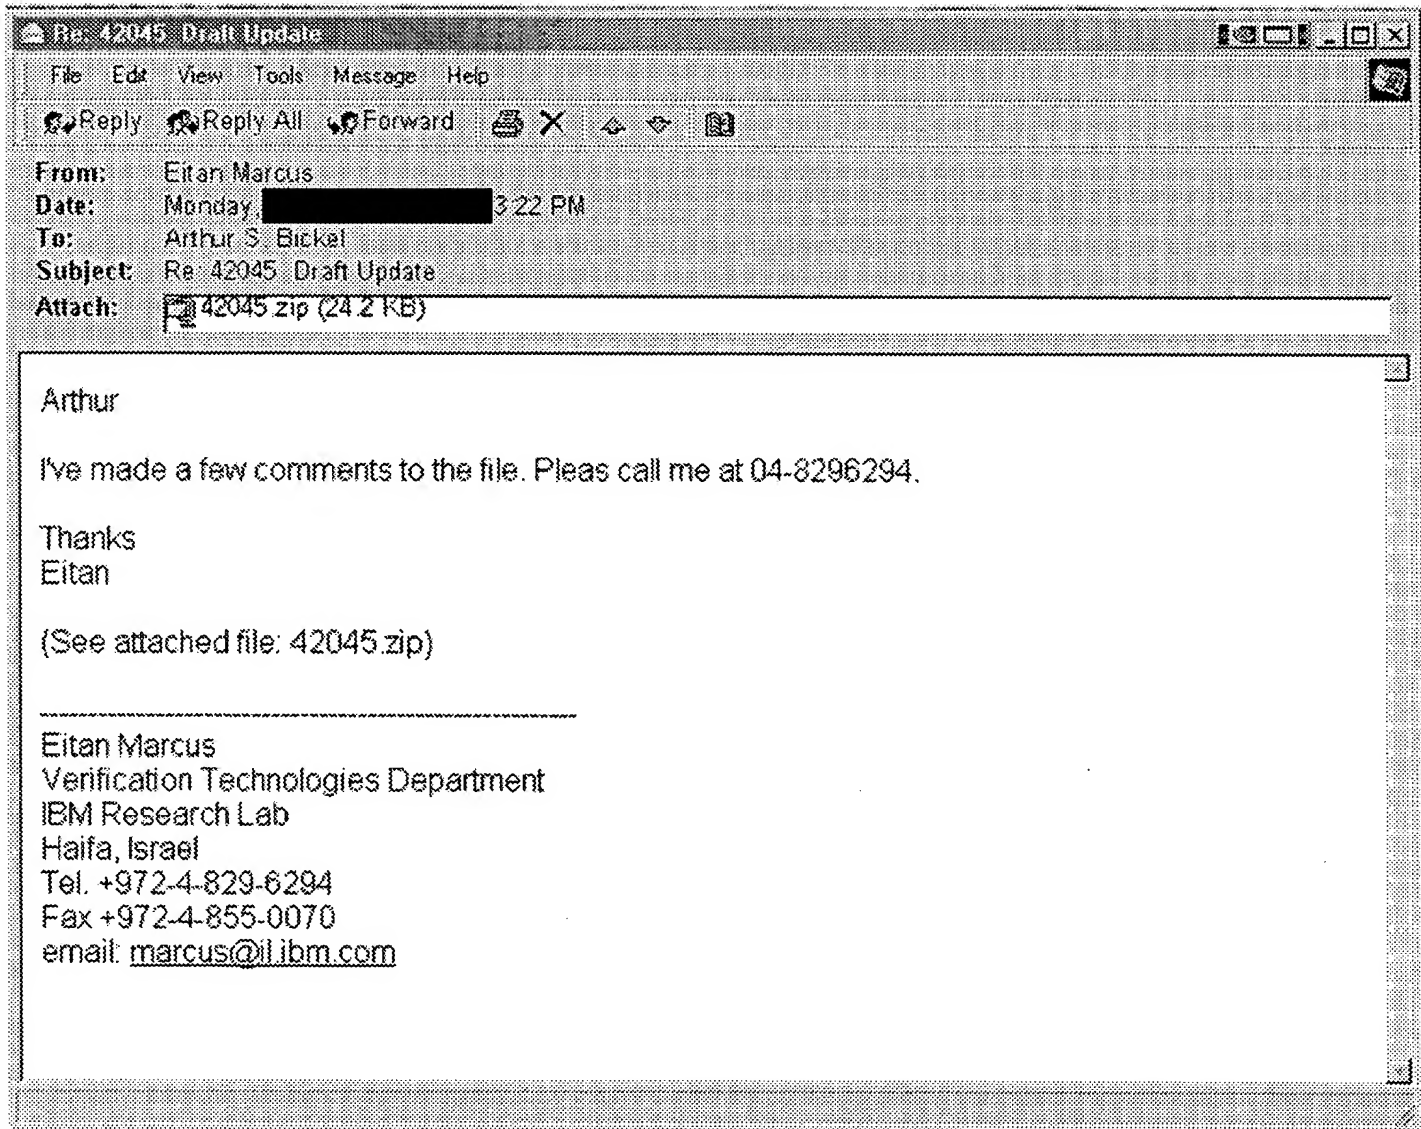 Re: 42045 Draft Update
File Edit View Tools Message Help
Reply Reply All Forward
From: Eitan Marcus
Date: Monday, 3:22 PM
To: Arthur S. Bickel
Subject: Re: 42045 Draft Update
Attach: 42045.zip (24.2 KB)
Arthur
I've made a few comments to the file. Pleas call me at 04-8296294.
Thanks
Eitan
(See attached file: 42045.zip)
Eitan Marcus
Verification Technologies Department
IBM Research Lab
Haifa, Israel
Tel. +972-4-829-6294
Fax +972-4-855-0070
email: marcus@il.ibm.com